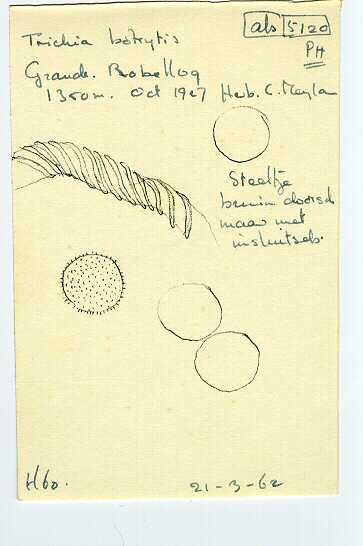 als 5120
PH
Trichia botrytis
Grande Robellaz
1350m. Oct 1927 Herb. C. Meylan
Steeltje
bruin doorsch
maar met
insluitsels.
H60.
21-3-62